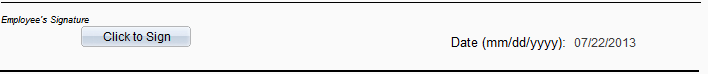 Employee's Signature
Click to Sign
Date (mm/dd/yyyy): 07/22/2013